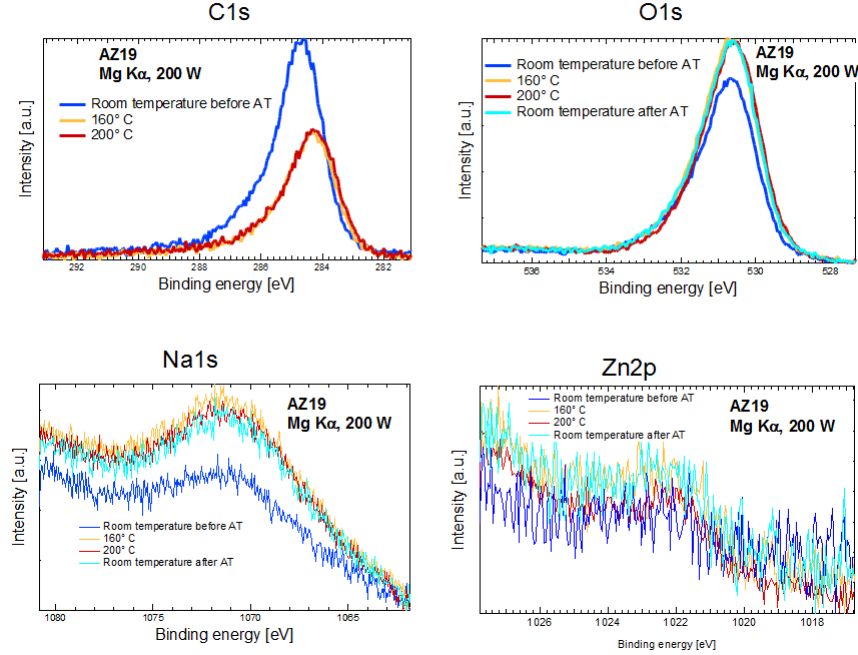 C1s
AZ19
Mg Kα, 200 W
Room temperature before AT
160° C
200° C
Intensity [a.u.]
292 290 288 286 284 282
Binding energy [eV]
O1s
AZ19
Mg Kα, 200 W
Room temperature before AT
160° C
200° C
Room temperature after AT
Intensity [a.u.]
536 534 532 530 528
Binding energy [eV]
Na1s
AZ19
Mg Kα, 200 W
Room temperature before AT
160° C
200° C
Room temperature after AT
Intensity [a.u.]
1080 1075 1070 1065
Binding energy [eV]
Zn2p
Room temperature before AT
160° C
200° C
Room temperature after AT
AZ19
Mg Kα, 200 W
Intensity [a.u.]
1026 1024 1022 1020 1018
Binding energy [eV]